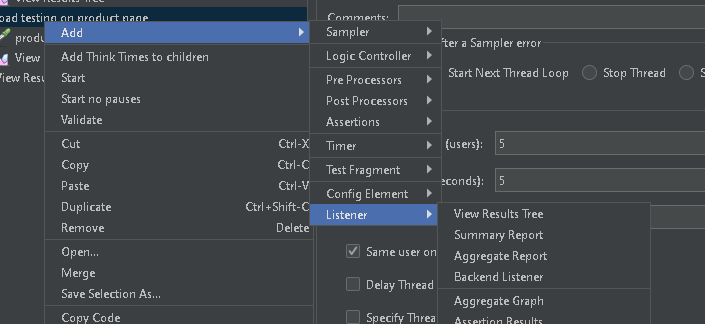 View Results Tree
oad testing on product page
produ
View
View Resu
Add
Add Think Times to children
Start
Start no pauses
Validate
Cut Ctrl-X
Copy Ctrl-C
Paste Ctrl-V
Duplicate Ctrl+Shift-C
Remove Delete
Open...
Merge
Save Selection As...
Copy Code
Sampler
Logic Controller
Pre Processors
Post Processors
Assertions
Timer
Test Fragment
Config Element
Listener
View Results Tree
Summary Report
Aggregate Report
Backend Listener
Aggregate Graph
Assertion Results
Comments:
fter a Sampler error
Start Next Thread Loop Stop Thread S
(users): 5
econds): 5
Same user on
Delay Thread
Specify Threa